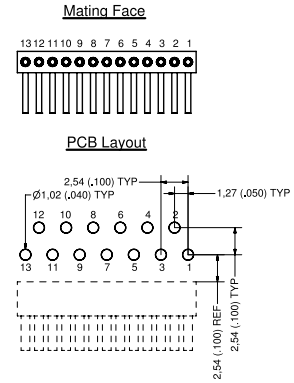 Mating Face
13 12 11 10 9 8 7 6 5 4 3 2 1
PCB Layout
2,54 (.100) TYP
Ø1,02 (.040) TYP
1,27 (.050) TYP
12 10 8 6 4 2
13 11 9 7 5 3 1
2,54 (.100) REF
2,54 (.100) TYP